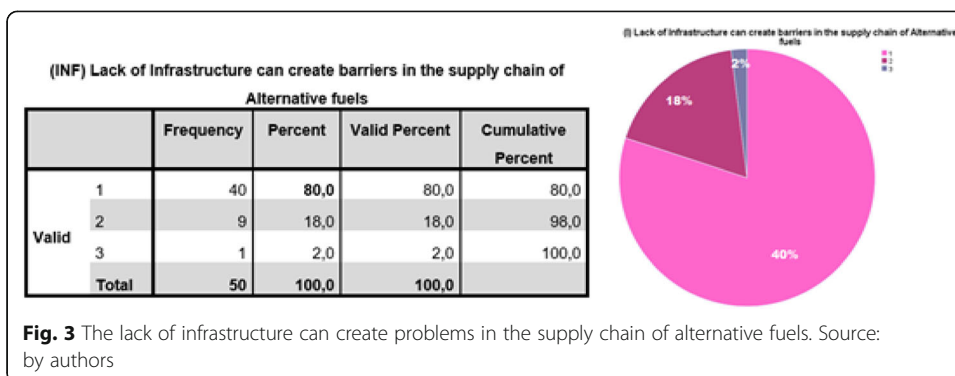 (INF) Lack of Infrastructure can create barriers in the supply chain of
Alternative fuels
Frequency Percent Valid Percent Cumulative
Percent
Valid
1 40 80,0 80,0 80,0
2 9 18,0 18,0 98,0
3 1 2,0 2,0 100,0
Total 50 100,0 100,0
(I) Lack of Infrastructure can create barriers in the supply chain of Alternative
fuels
1
2
3
2%
18%
40%
Fig. 3 The lack of infrastructure can create problems in the supply chain of alternative fuels. Source:
by authors